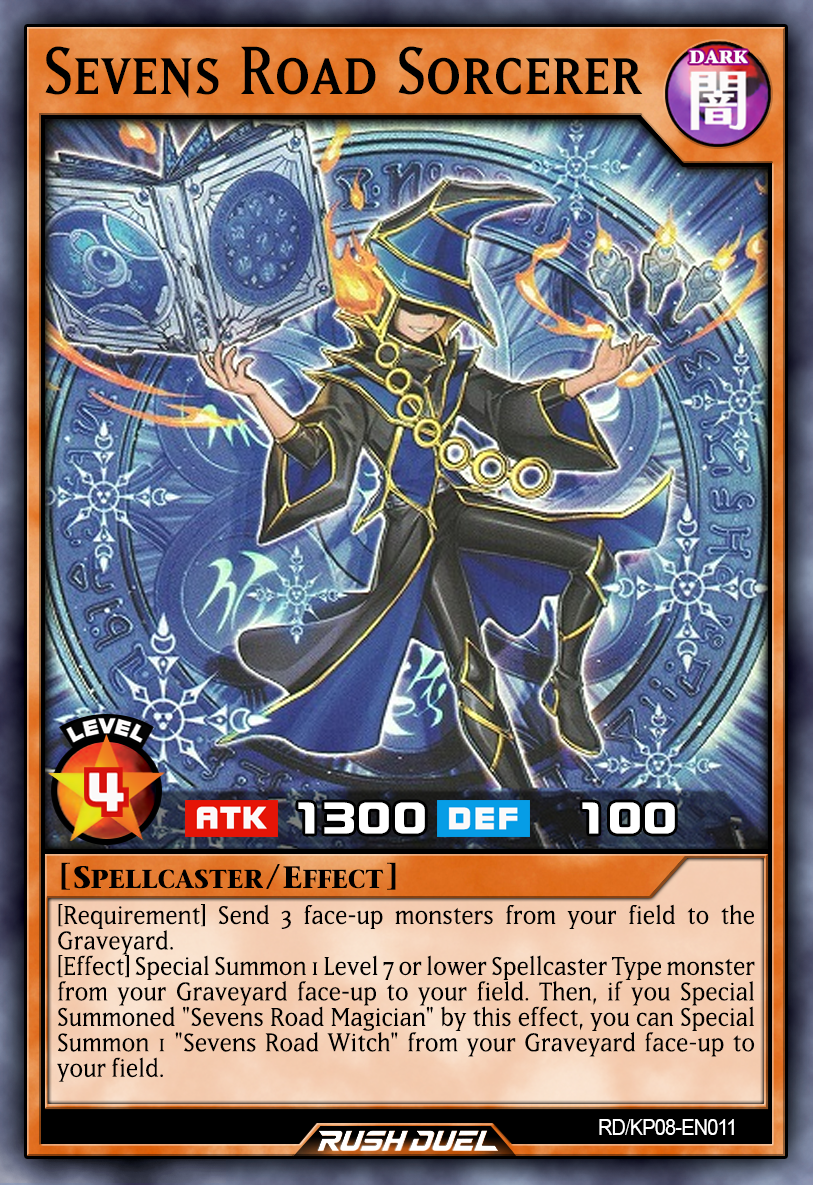 Sevens Road Sorcerer
DARK
闇
LEVEL
4
ATK 1300 DEF 100
[Spellcaster/Effect]
[Requirement] Send 3 face-up monsters from your field to the
Graveyard.
[Effect] Special Summon 1 Level 7 or lower Spellcaster Type monster
from your Graveyard face-up to your field. Then, if you Special
Summoned "Sevens Road Magician" by this effect, you can Special
Summon 1 "Sevens Road Witch" from your Graveyard face-up to
your field.
RD/KP08-EN011
RUSH DUEL